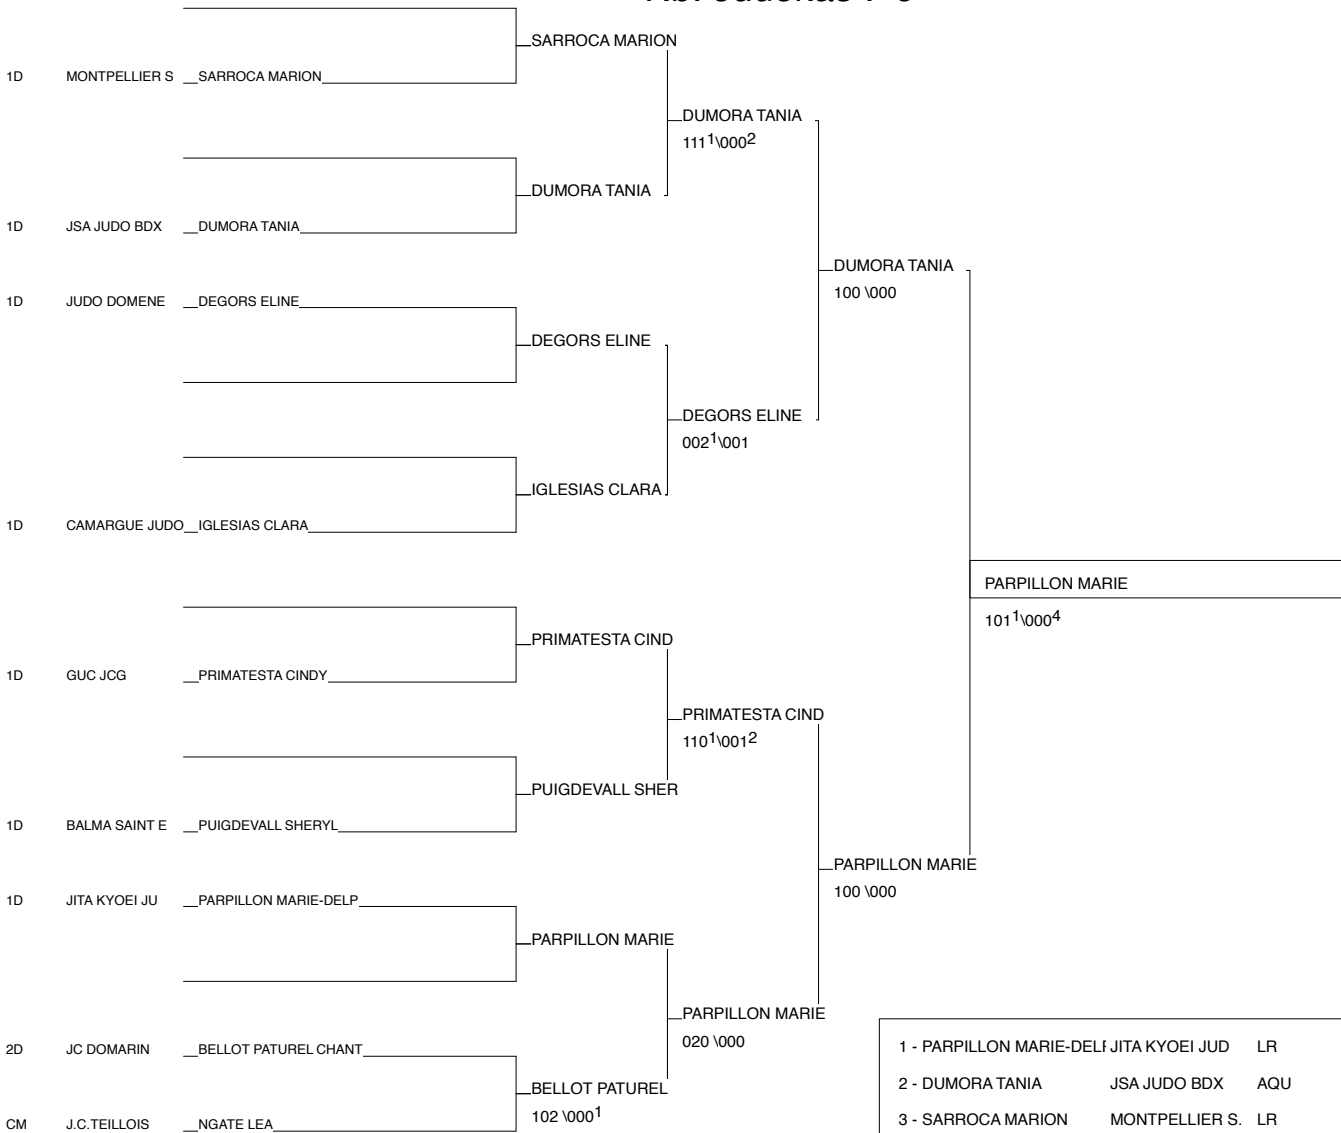 SARROCA MARION
1D MONTPELLIER S SARROCA MARION
DUMORA TANIA
111¹\000²
DUMORA TANIA
1D JSA JUDO BDX DUMORA TANIA
DUMORA TANIA
100 \000
1D JUDO DOMENE DEGORS ELINE
DEGORS ELINE
DEGORS ELINE
002¹\001
IGLESIAS CLARA
1D CAMARGUE JUDO IGLESIAS CLARA
PARPILLON MARIE
101¹\000⁴
PRIMATESTA CIND
1D GUC JCG PRIMATESTA CINDY
PRIMATESTA CIND
110¹\001²
PUIGDEVALL SHER
1D BALMA SAINT E PUIGDEVALL SHERYL
PARPILLON MARIE
100 \000
1D JITA KYOEI JU PARPILLON MARIE-DELP
PARPILLON MARIE
PARPILLON MARIE
020 \000
2D JC DOMARIN BELLOT PATUREL CHANT
BELLOT PATUREL
102 \000¹
CM J.C.TEILLOIS NGATE LEA
1 - PARPILLON MARIE-DELP JITA KYOEI JUD LR
2 - DUMORA TANIA JSA JUDO BDX AQU
3 - SARROCA MARION MONTPELLIER S. LR